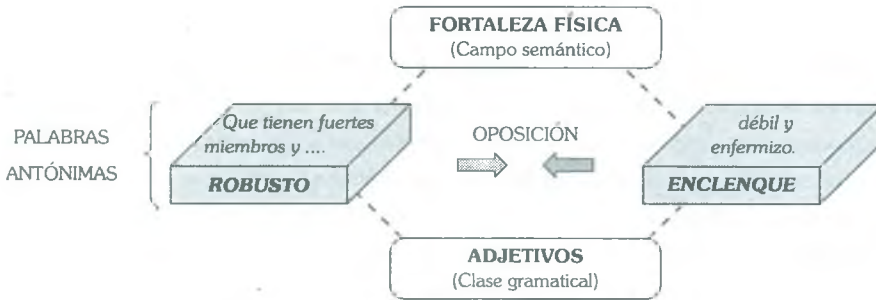 FORTALEZA FÍSICA
(Campo semántico)
PALABRAS
ANTÓNIMAS
Que tienen fuertes
miembros y ....
ROBUSTO
OPOSICIÓN
débil y
enfermizo.
ENCLENQUE
ADJETIVOS
(Clase gramatical)